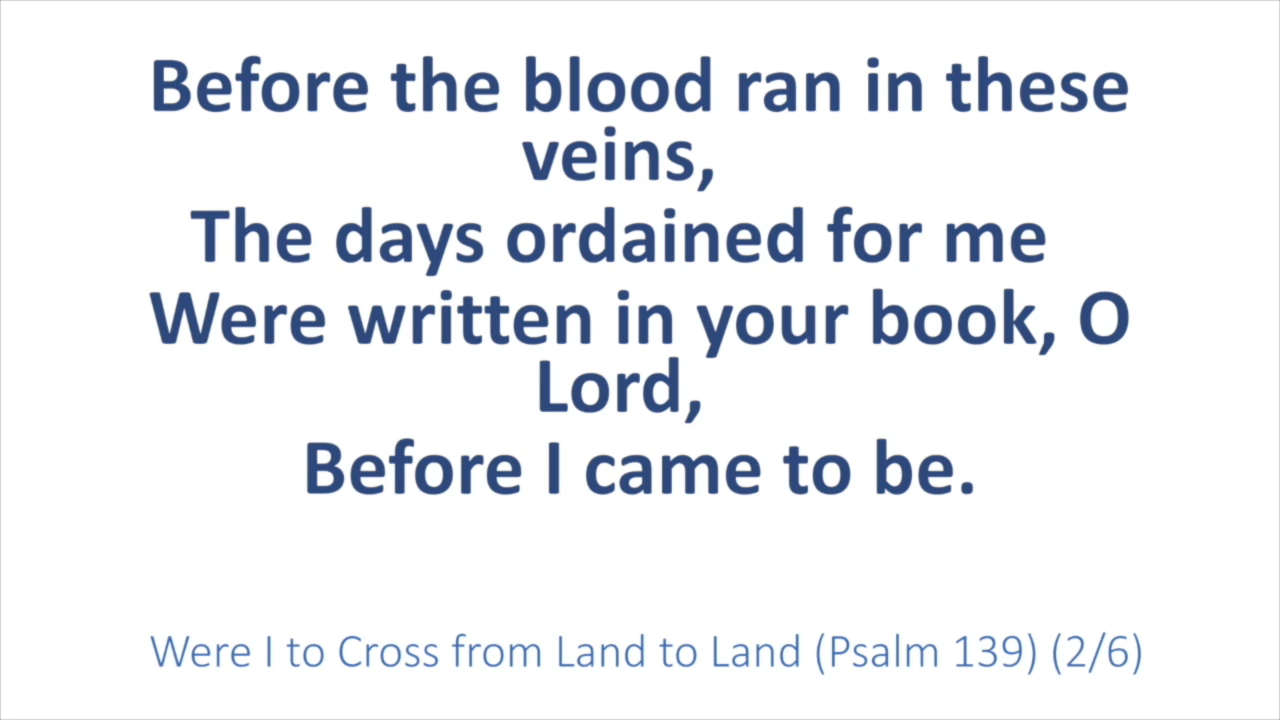 Before the blood ran in these
veins,
The days ordained for me
Were written in your book, O
Lord,
Before I came to be.
Were I to Cross from Land to Land (Psalm 139) (2/6)